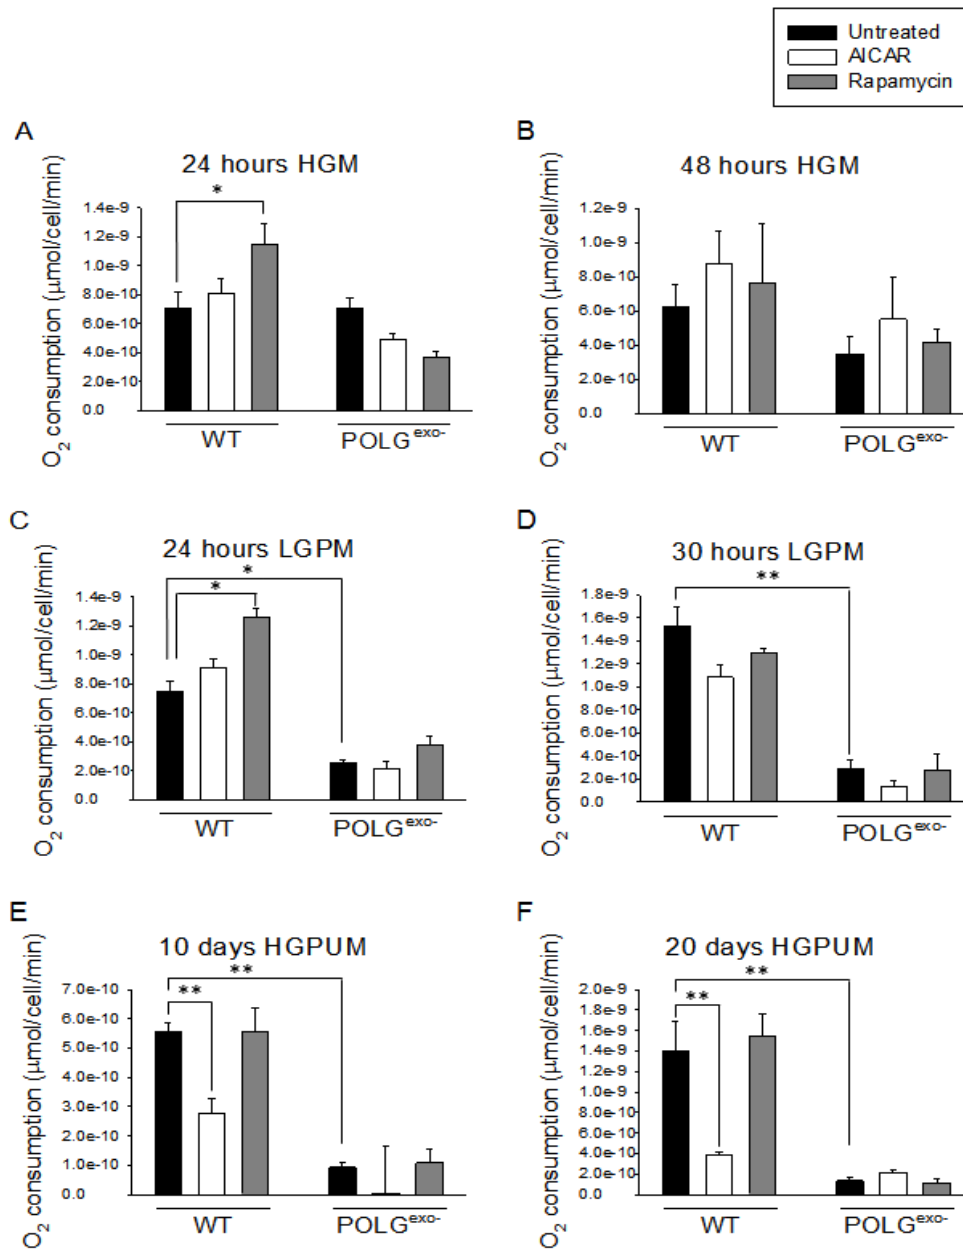 Untreated
AICAR
Rapamycin
A
24 hours HGM
O2 consumption (µmol/cell/min)
*
1.4e-9
1.2e-9
1.0e-9
8.0e-10
6.0e-10
4.0e-10
2.0e-10
0.0
WT
POLGexo-
B
48 hours HGM
O2 consumption (µmol/cell/min)
1.2e-9
1.0e-9
8.0e-10
6.0e-10
4.0e-10
2.0e-10
0.0
WT
POLGexo-
C
24 hours LGPM
O2 consumption (µmol/cell/min)
*
*
1.4e-9
1.2e-9
1.0e-9
8.0e-10
6.0e-10
4.0e-10
2.0e-10
0.0
WT
POLGexo-
D
30 hours LGPM
O2 consumption (µmol/cell/min)
**
1.8e-9
1.6e-9
1.4e-9
1.2e-9
1.0e-9
8.0e-10
6.0e-10
4.0e-10
2.0e-10
0.0
WT
POLGexo-
E
10 days HGPUM
O2 consumption (µmol/cell/min)
**
**
7.0e-10
6.0e-10
5.0e-10
4.0e-10
3.0e-10
2.0e-10
1.0e-10
0.0
WT
POLGexo-
F
20 days HGPUM
O2 consumption (µmol/cell/min)
**
**
2.0e-9
1.8e-9
1.6e-9
1.4e-9
1.2e-9
1.0e-9
8.0e-10
6.0e-10
4.0e-10
2.0e-10
0.0
WT
POLGexo-